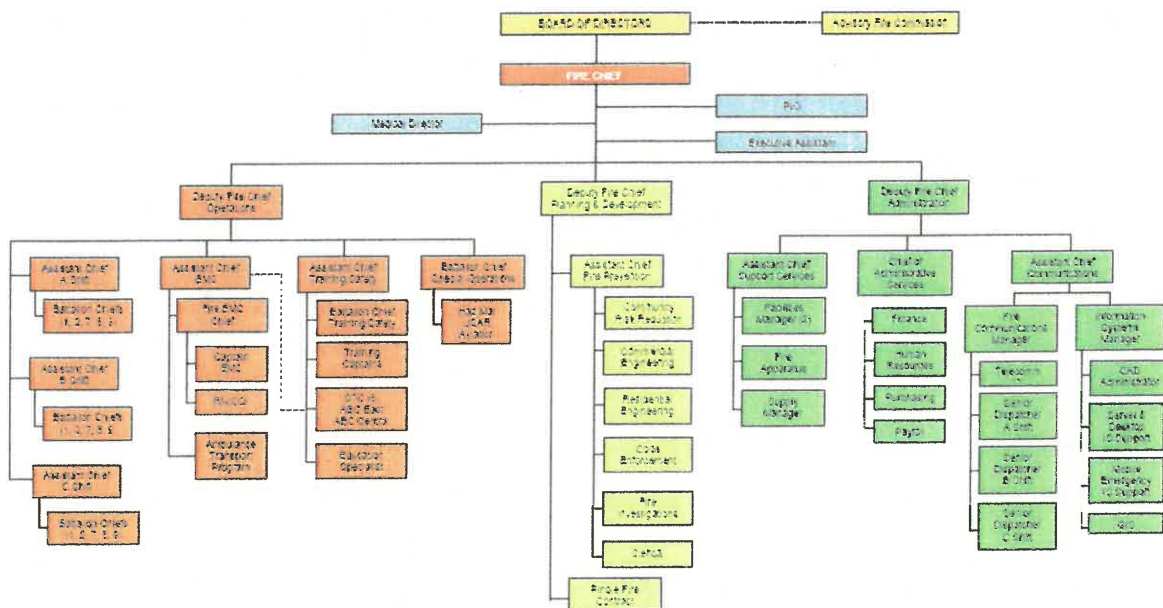 BOARD OF DIRECTORS
Advisory Fire Commission
FIRE CHIEF
PIO
Medical Director
Executive Assistant
Deputy Fire Chief
Operations
Deputy Fire Chief
Planning & Development
Deputy Fire Chief
Administration
Assistant Chief
A Shift
Battalion Chiefs
Assistant Chief
B Shift
Battalion Chiefs
Assistant Chief
C Shift
Battalion Chiefs
Assistant Chief
EMS
Fire EMS
Chief
Captain
EMS
Ambulance
Transport
Program
Assistant Chief
Training Safety
Battalion Chief
Training Safety
Training
Captains
Education
Specialist
Battalion Chief
Special Operations
Haz Mat
USAR
Aviation
Assistant Chief
Fire Prevention
Community
Risk Reduction
Commercial
Engineering
Residential
Engineering
Code
Enforcement
Fire
Investigations
Clerical
Fire
Contract
Assistant Chief
Support Services
Facilities
Manager
Fire
Apparatus
Supply
Manager
Chief of
Administrative
Services
Finance
Human
Resources
Purchasing
Payroll
Assistant Chief
Communications
Fire
Communications
Manager
Telecomm
Senior
Dispatcher
A Shift
Senior
Dispatcher
B Shift
Senior
Dispatcher
C Shift
Information
Systems
Manager
CAD
Administrator
Server &
Desktop
IS Support
Mobile
Emergency
IS Support
GIS